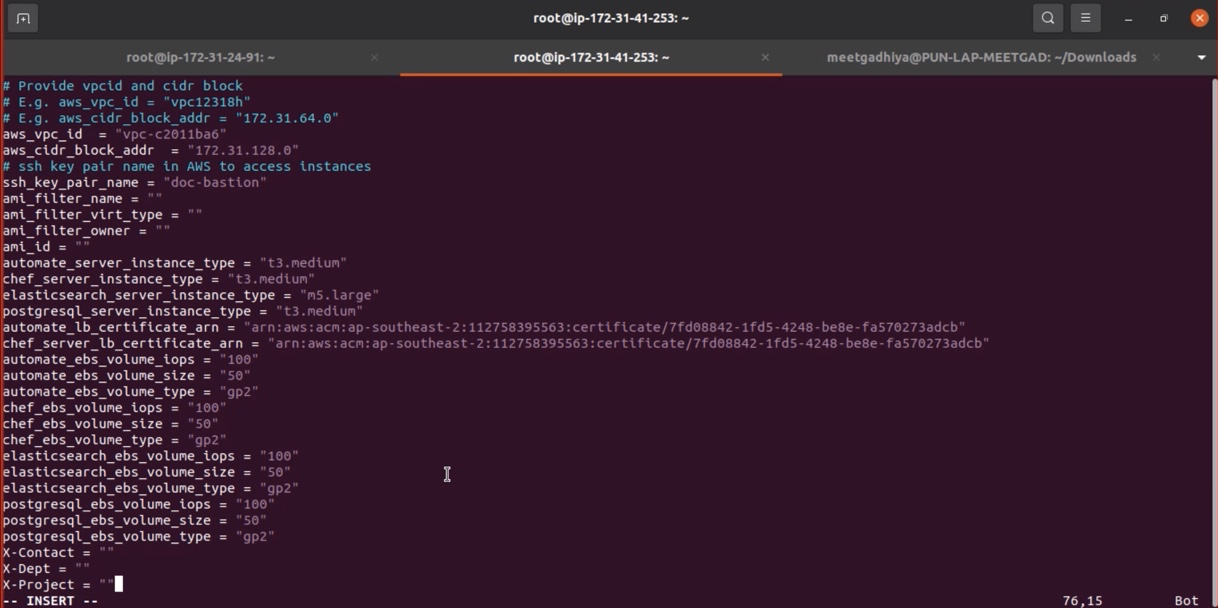 root@ip-172-31-41-253: ~
root@ip-172-31-24-91: ~ × root@ip-172-31-41-253: ~ × meetgadhiya@PUN-LAP-MEETGAD: ~/Downloads ×
# Provide vpcid and cidr block
# E.g. aws_vpc_id = "vpc12318h"
# E.g. aws_cidr_block_addr = "172.31.64.0"
aws_vpc_id  = "vpc-c2011ba6"
aws_cidr_block_addr  = "172.31.128.0"
# ssh key pair name in AWS to access instances
ssh_key_pair_name = "doc-bastion"
ami_filter_name = ""
ami_filter_virt_type = ""
ami_filter_owner = ""
ami_id = ""
automate_server_instance_type = "t3.medium"
chef_server_instance_type = "t3.medium"
elasticsearch_server_instance_type = "m5.large"
postgresql_server_instance_type = "t3.medium"
automate_lb_certificate_arn = "arn:aws:acm:ap-southeast-2:112758395563:certificate/7fd08842-1fd5-4248-be8e-fa570273adcb"
chef_server_lb_certificate_arn = "arn:aws:acm:ap-southeast-2:112758395563:certificate/7fd08842-1fd5-4248-be8e-fa570273adcb"
automate_ebs_volume_iops = "100"
automate_ebs_volume_size = "50"
automate_ebs_volume_type = "gp2"
chef_ebs_volume_iops = "100"
chef_ebs_volume_size = "50"
chef_ebs_volume_type = "gp2"
elasticsearch_ebs_volume_iops = "100"
elasticsearch_ebs_volume_size = "50"
elasticsearch_ebs_volume_type = "gp2"
postgresql_ebs_volume_iops = "100"
postgresql_ebs_volume_size = "50"
postgresql_ebs_volume_type = "gp2"
X-Contact = ""
X-Dept = ""
X-Project = ""
-- INSERT -- 76,15 Bot